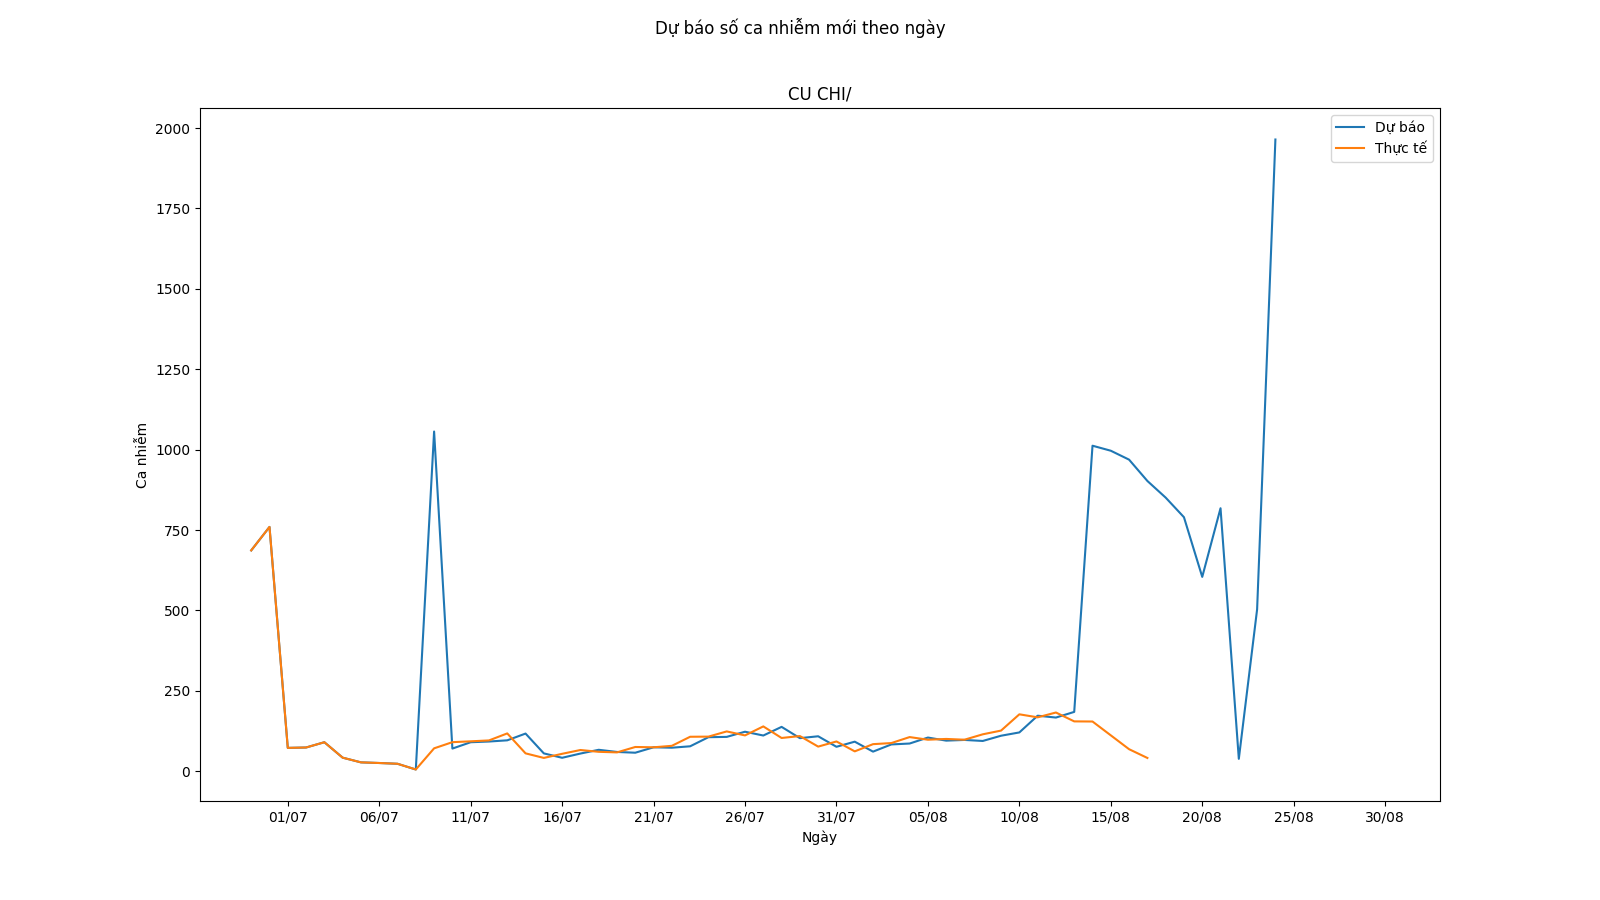 Dự báo số ca nhiễm mới theo ngày
CU CHI/
Dự báo
Thực tế
2000
1750
1500
1250
1000
750
500
250
0
Ca nhiễm
01/07 06/07 11/07 16/07 21/07 26/07 31/07 05/08 10/08 15/08 20/08 25/08 30/08
Ngày